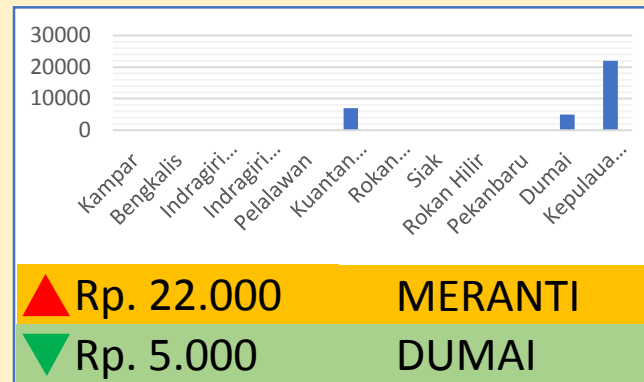 30000
20000
10000
0
Kampar
Bengkalis
Indragiri...
Indragiri...
Pelalawan
Kuantan...
Rokan...
Siak
Rokan Hilir
Pekanbaru
Dumai
Kepulaua...
Rp. 22.000 MERANTI
Rp. 5.000 DUMAI